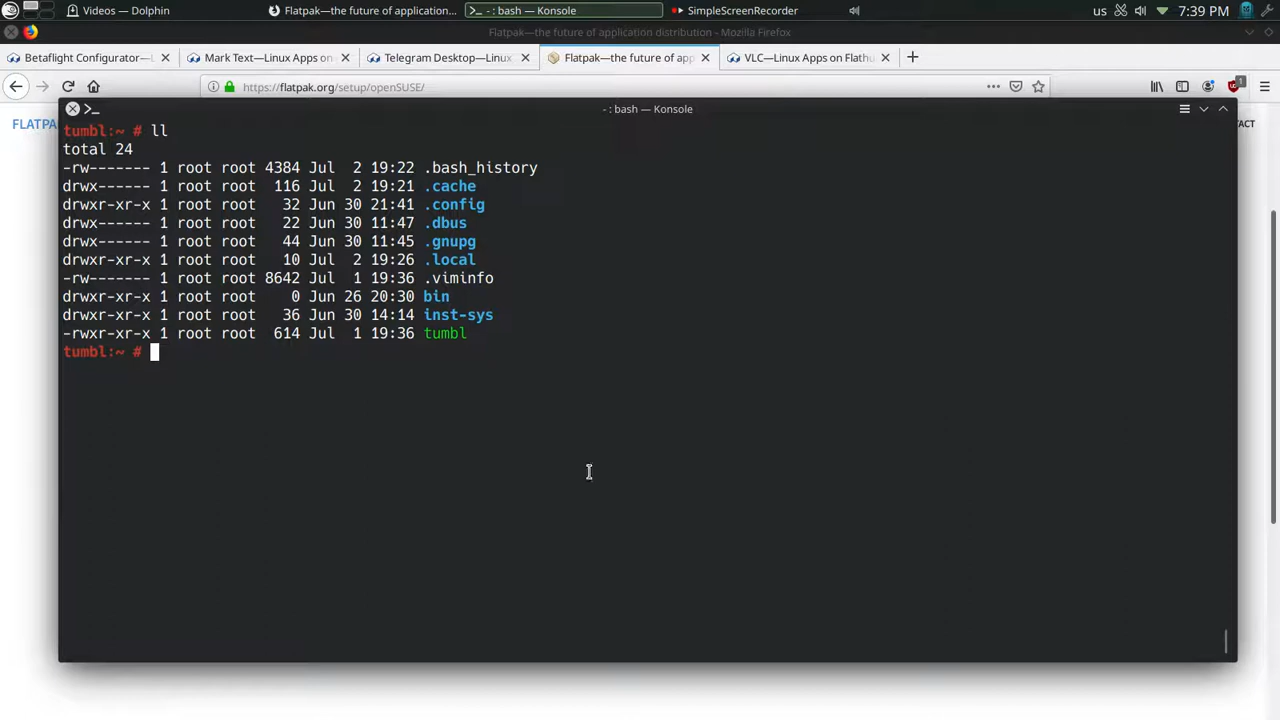 Videos — Dolphin
Flatpak—the future of application...
- : bash — Konsole
SimpleScreenRecorder
us
7:39 PM
Flatpak—the future of application distribution - Mozilla Firefox
Betaflight Configurator—L
Mark Text—Linux Apps on
Telegram Desktop—Linux
Flatpak—the future of app
VLC—Linux Apps on Flathu
https://flatpak.org/setup/openSUSE/
1
- : bash — Konsole
FLATPA
TACT
tumbl:~ # ll
total 24
-rw------- 1 root root 4384 Jul  2 19:22 .bash_history
drwx------ 1 root root  116 Jul  2 19:21 .cache
drwxr-xr-x 1 root root   32 Jun 30 21:41 .config
drwx------ 1 root root   22 Jun 30 11:47 .dbus
drwx------ 1 root root   44 Jun 30 11:45 .gnupg
drwxr-xr-x 1 root root   10 Jul  2 19:26 .local
-rw------- 1 root root 8642 Jul  1 19:36 .viminfo
drwxr-xr-x 1 root root    0 Jun 26 20:30 bin
drwxr-xr-x 1 root root   36 Jun 30 14:14 inst-sys
-rwxr-xr-x 1 root root  614 Jul  1 19:36 tumbl
tumbl:~ #